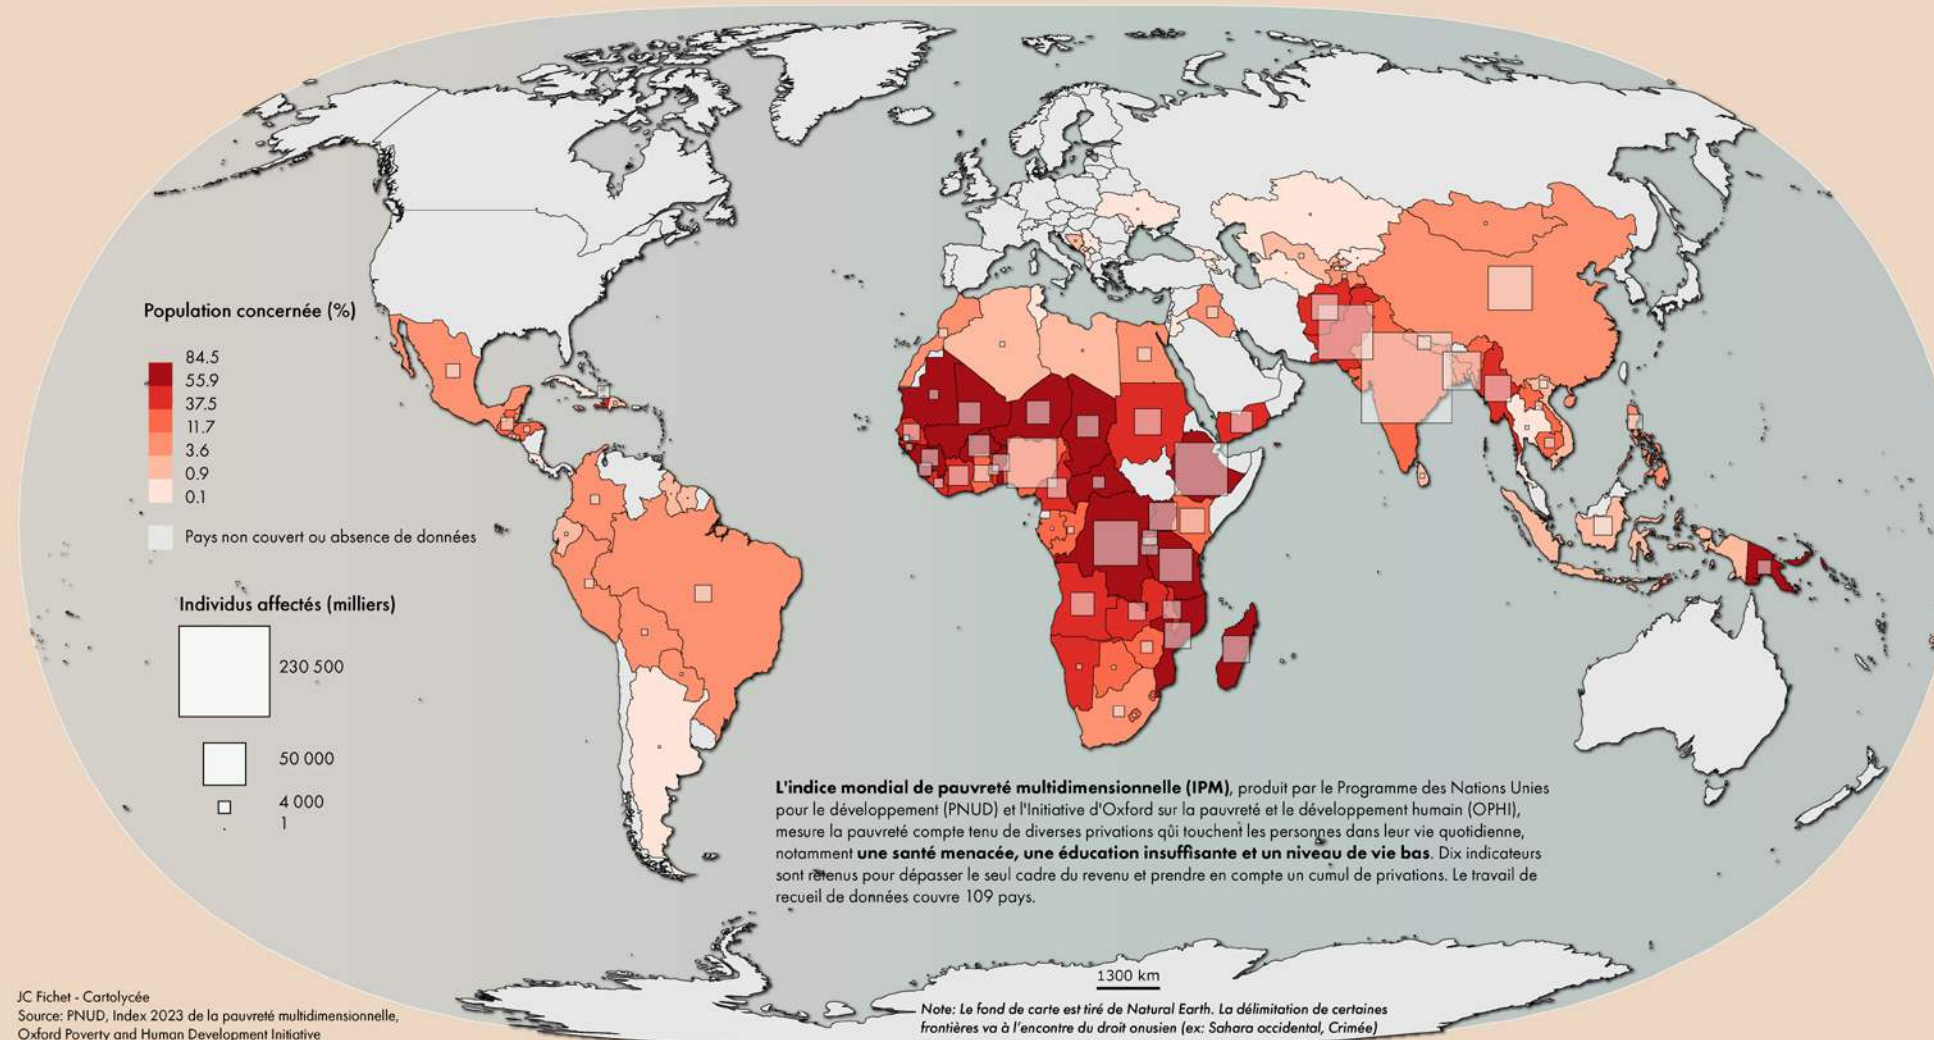 Population concernée (%)
84.5
55.9
37.5
11.7
3.6
0.9
0.1
Pays non couvert ou absence de données
Individus affectés (milliers)
230 500
50 000
4 000
1
L'indice mondial de pauvreté multidimensionnelle (IPM), produit par le Programme des Nations Unies
pour le développement (PNUD) et l'Initiative d'Oxford sur la pauvreté et le développement humain (OPHI),
mesure la pauvreté compte tenu de diverses privations qui touchent les personnes dans leur vie quotidienne,
notamment une santé menacée, une éducation insuffisante et un niveau de vie bas. Dix indicateurs
sont retenus pour dépasser le seul cadre du revenu et prendre en compte un cumul de privations. Le travail de
recueil de données couvre 109 pays.
1300 km
Note: Le fond de carte est tiré de Natural Earth. La délimitation de certaines
frontières va à l'encontre du droit onusien (ex: Sahara occidental, Crimée)
JC Fichet - Cartolycée
Source: PNUD, Index 2023 de la pauvreté multidimensionnelle,
Oxford Poverty and Human Development Initiative